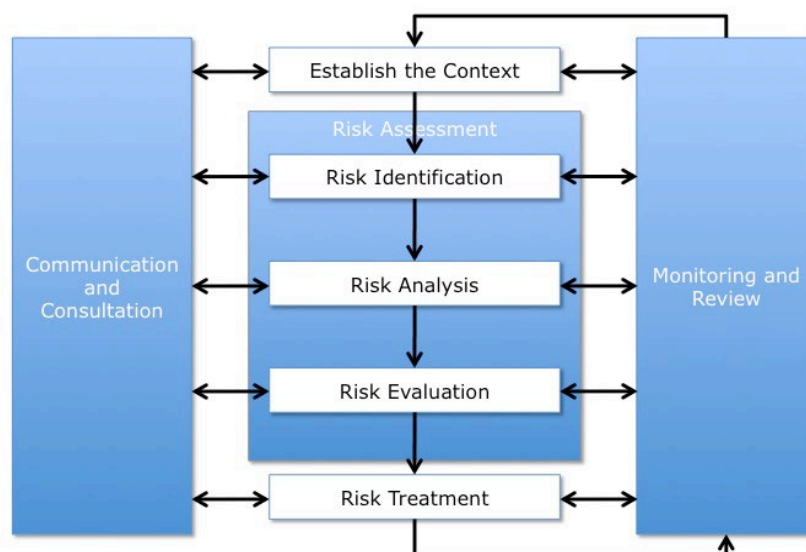 Establish the Context
Risk Assessment
Risk Identification
Communication
and
Consultation
Risk Analysis
Monitoring and
Review
Risk Evaluation
Risk Treatment